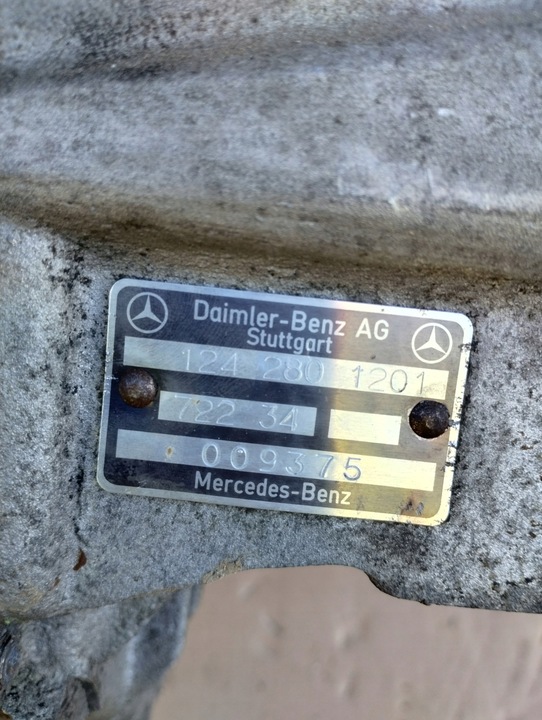 Daimler-Benz AG
Stuttgart
124 280 1201
722 34
009375
Mercedes-Benz